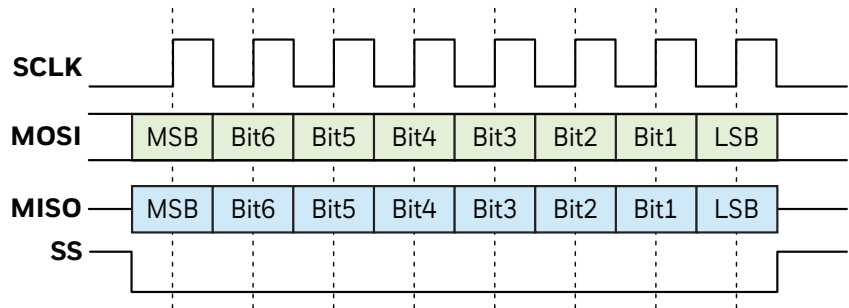 SCLK
MOSI MSB Bit6 Bit5 Bit4 Bit3 Bit2 Bit1 LSB
MISO MSB Bit6 Bit5 Bit4 Bit3 Bit2 Bit1 LSB
SS